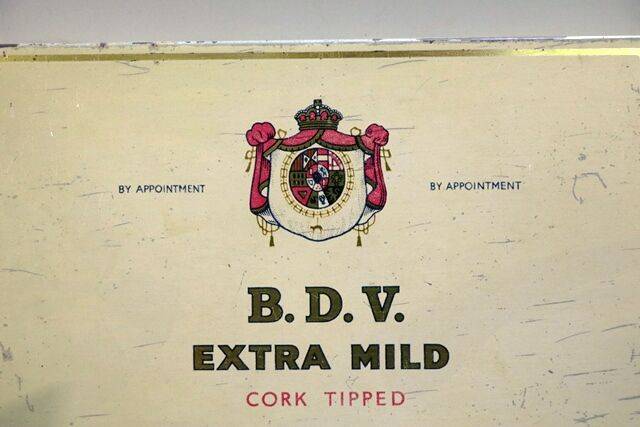 BY APPOINTMENT BY APPOINTMENT
B.D.V.
EXTRA MILD
CORK TIPPED